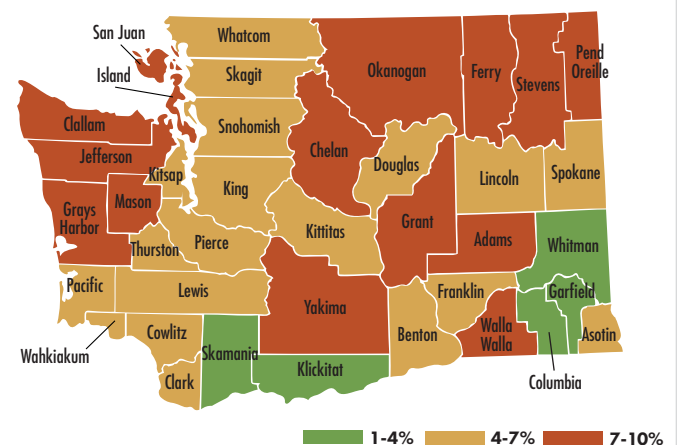 San Juan
Whatcom
Island
Skagit
Okanogan
Ferry
Stevens
Pend
Oreille
Clallam
Snohomish
Jefferson
Chelan
Douglas
Kitsap
King
Lincoln
Spokane
Mason
Grays
Harbor
Grant
Kittitas
Adams
Whitman
Thurston
Pierce
Pacific
Lewis
Franklin
Garfield
Yakima
Wahkiakum
Cowlitz
Benton
Walla
Walla
Asotin
Skamania
Klickitat
Clark
Columbia
1-4%
4-7%
7-10%